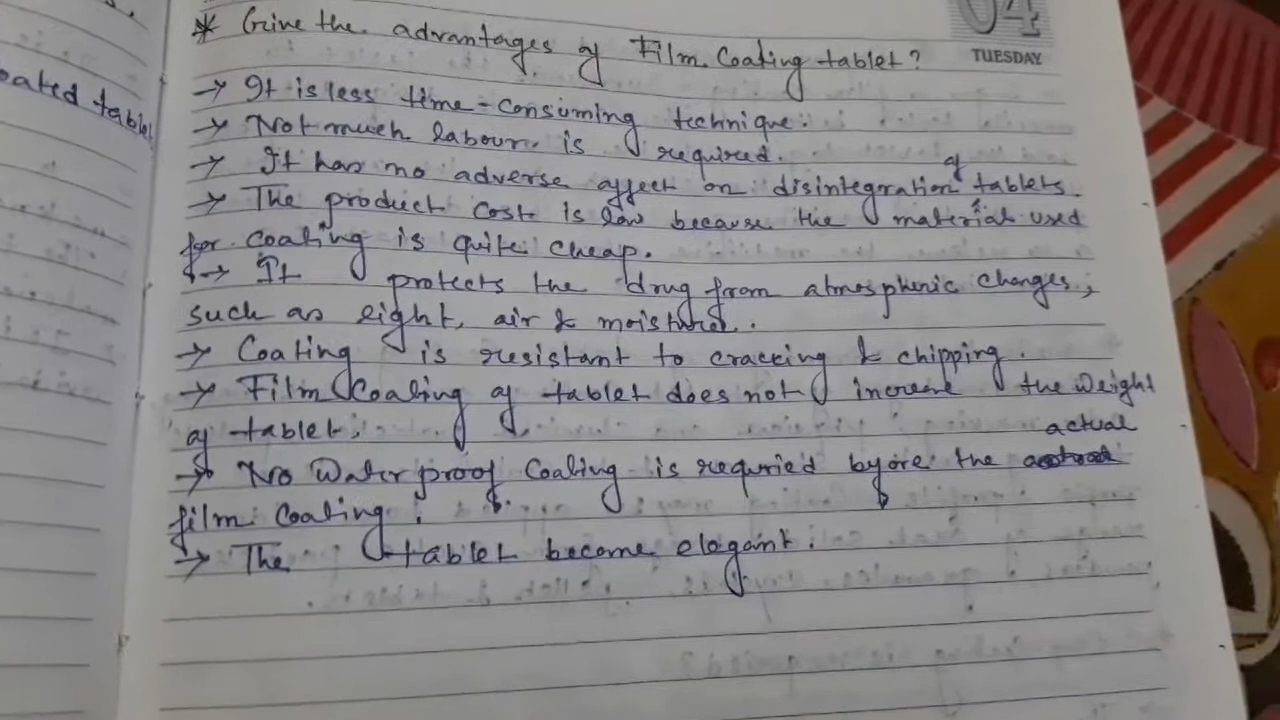 04
* Give the advantages of Film Coating tablet?
TUESDAY
oated table
→ It is less time-consuming technique.
→ Not much labour is required.
→ It has no adverse affect on disintegration of tablets.
→ The product cost is low because the material used
for coating is quite cheap.
→ It protects the drug from atmospheric changes,
such as light, air & moisture.
→ Coating is resistant to cracking & chipping.
→ Film Coating of tablet does not increase the weight
of tablet.
→ No Water proof Coating is requried before the actual
film coating.
→ The tablet become elegant.